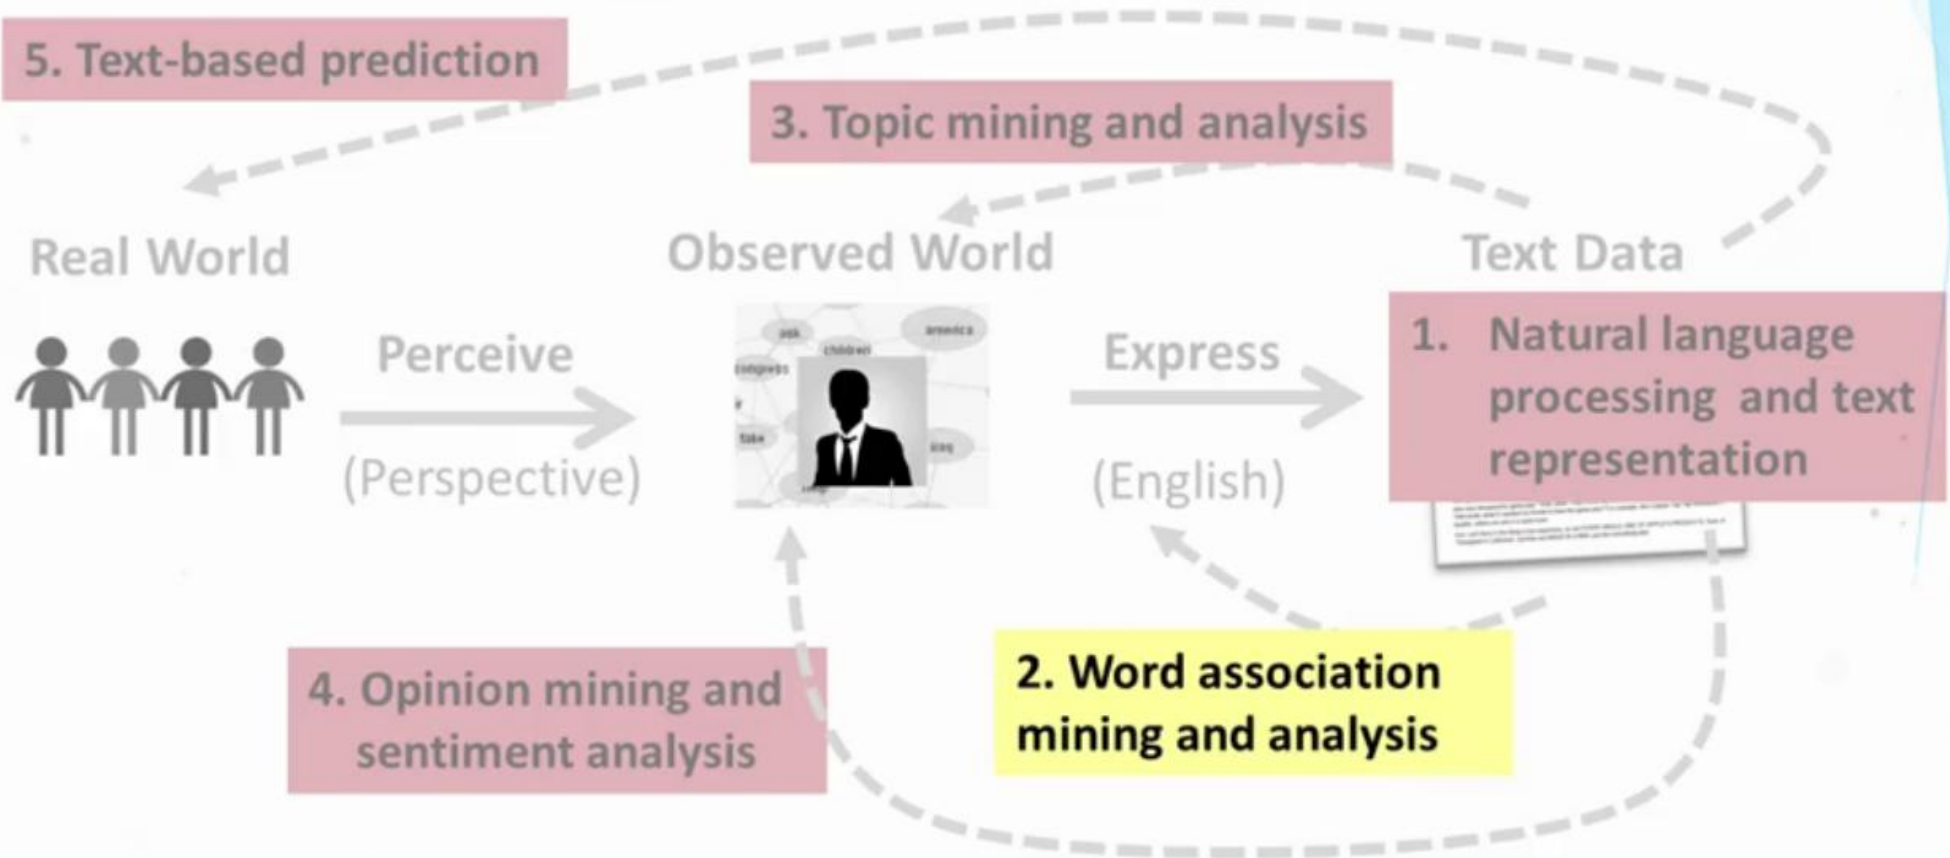 5. Text-based prediction
3. Topic mining and analysis
Real World
Observed World
Text Data
Perceive
(Perspective)
america
children
Express
(English)
1. Natural language
processing and text
representation
4. Opinion mining and
sentiment analysis
2. Word association
mining and analysis